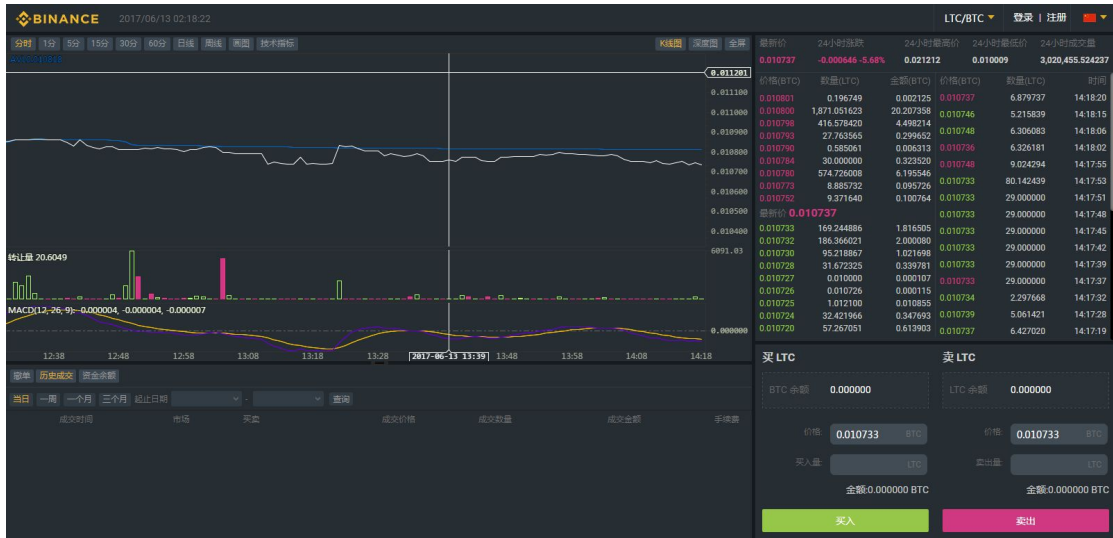 BINANCE 2017/06/13 02:18:22 LTC/BTC 登录 | 注册
分时 1分 5分 15分 30分 60分 日线 周线 画图 技术指标 K线图 深度图 全屏
最新价 24小时涨跌 24小时最高价 24小时最低价 24小时成交量
0.010737 -0.000646 -5.68% 0.021212 0.010009 3,020,455.524237
0.011201
0.011100
0.011000
0.010900
0.010800
0.010700
0.010600
0.010500
0.010400
6091.03
转让量 20.6049
MACD(12, 26, 9): -0.000004, -0.000004, -0.000007
0.000000
12:38 12:48 12:58 13:08 13:18 13:28 2017-06-13 13:39 13:48 13:58 14:08 14:18
价格(BTC) 数量(LTC) 金额(BTC)
0.010801 0.196749 0.002125
0.010800 1,871.051623 20.207358
0.010798 416.578420 4.498214
0.010793 27.763565 0.299652
0.010790 0.585061 0.006313
0.010784 30.000000 0.323520
0.010780 574.726008 6.195546
0.010773 8.885732 0.095726
0.010752 9.371640 0.100764
最新价 0.010737
0.010733 169.244886 1.816505
0.010732 186.366021 2.000080
0.010730 95.218867 1.021698
0.010728 31.672325 0.339781
0.010727 0.010000 0.000107
0.010726 0.010726 0.000115
0.010725 1.012100 0.010855
0.010724 32.421966 0.347693
0.010720 57.267051 0.613903
价格(BTC) 数量(LTC) 时间
0.010737 6.879737 14:18:20
0.010746 5.215839 14:18:15
0.010748 6.306083 14:18:06
0.010736 6.326181 14:18:02
0.010748 9.024294 14:17:55
0.010733 80.142439 14:17:53
0.010733 29.000000 14:17:51
0.010733 29.000000 14:17:48
0.010733 29.000000 14:17:45
0.010733 29.000000 14:17:42
0.010733 29.000000 14:17:39
0.010733 29.000000 14:17:37
0.010734 2.297668 14:17:32
0.010739 5.061421 14:17:28
0.010737 6.427020 14:17:19
撤单 历史成交 资金余额
当日 一周 一个月 三个月 起止日期 - 查询
成交时间 市场 买卖 成交价格 成交数量 成交金额 手续费
买 LTC
BTC 余额 0.000000
价格: 0.010733 BTC
买入量: LTC
金额:0.000000 BTC
买入
卖 LTC
LTC 余额 0.000000
价格: 0.010733 BTC
卖出量: LTC
金额:0.000000 BTC
卖出